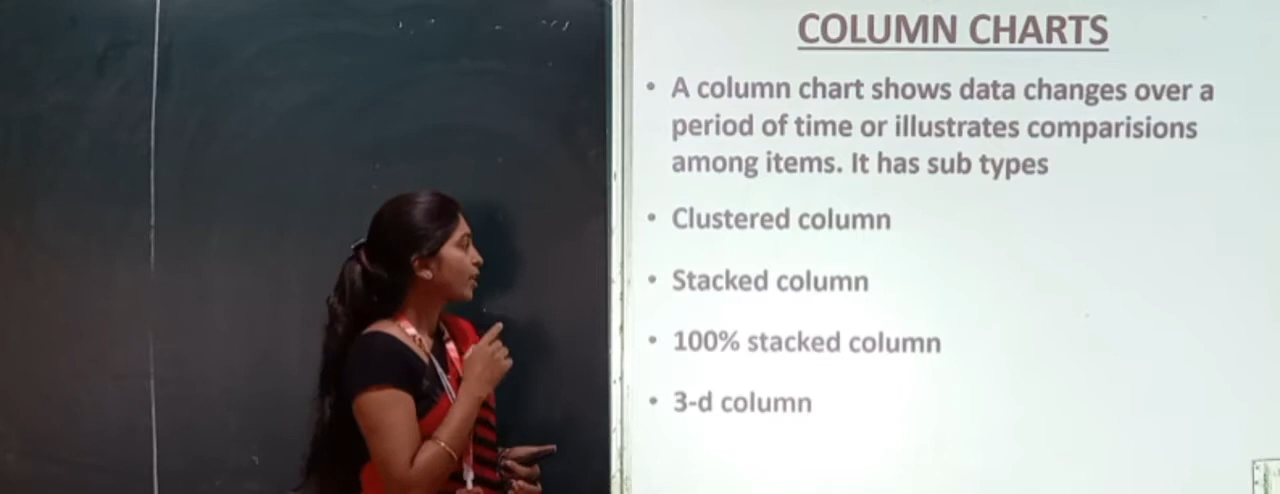 COLUMN CHARTS
• A column chart shows data changes over a
period of time or illustrates comparisions
among items. It has sub types
• Clustered column
• Stacked column
• 100% stacked column
• 3-d column